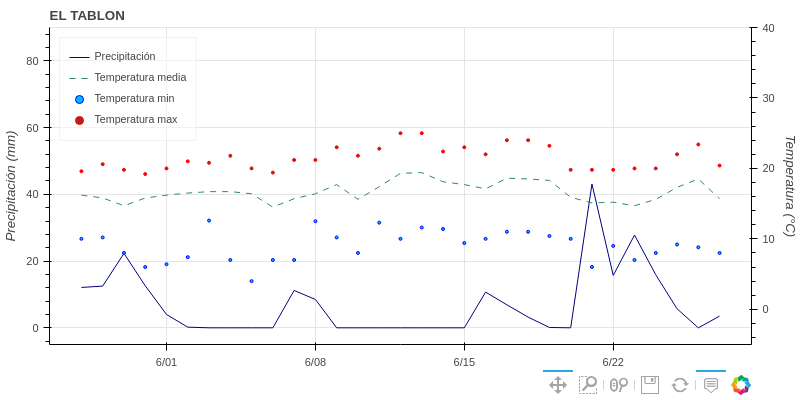 EL TABLON
Precipitación
Temperatura media
Temperatura min
Temperatura max
Precipitación (mm)
80
60
40
20
0
Temperatura (°C)
40
30
20
10
0
6/01
6/08
6/15
6/22